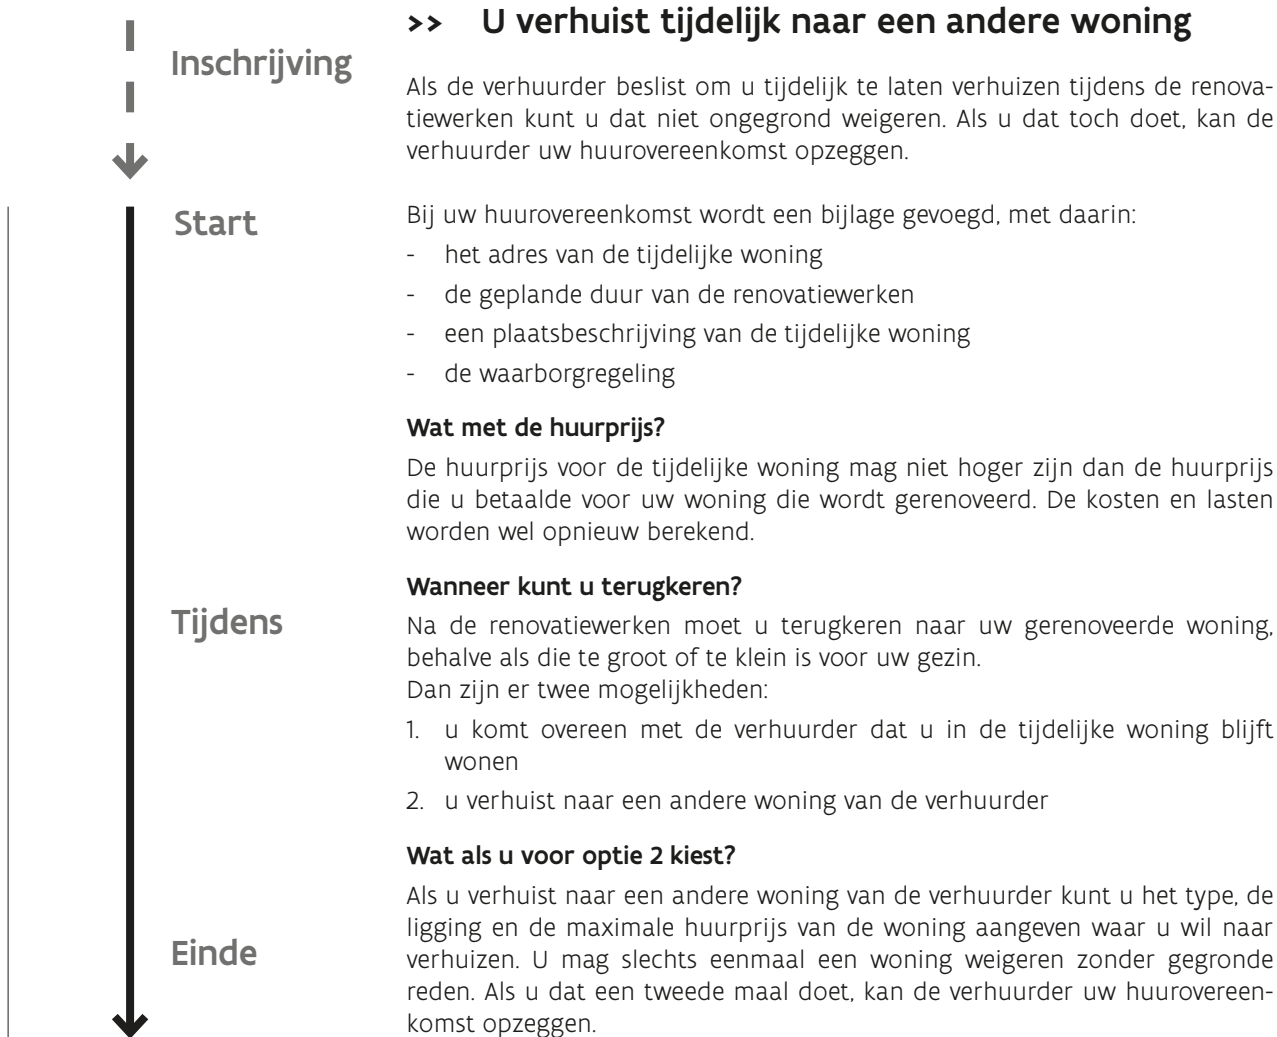 Inschrijving
Start
Tijdens
Einde
>> U verhuist tijdelijk naar een andere woning
Als de verhuurder beslist om u tijdelijk te laten verhuizen tijdens de renova-
tiewerken kunt u dat niet ongegrond weigeren. Als u dat toch doet, kan de
verhuurder uw huurovereenkomst opzeggen.
Bij uw huurovereenkomst wordt een bijlage gevoegd, met daarin:
- het adres van de tijdelijke woning
- de geplande duur van de renovatiewerken
- een plaatsbeschrijving van de tijdelijke woning
- de waarborgregeling
Wat met de huurprijs?
De huurprijs voor de tijdelijke woning mag niet hoger zijn dan de huurprijs
die u betaalde voor uw woning die wordt gerenoveerd. De kosten en lasten
worden wel opnieuw berekend.
Wanneer kunt u terugkeren?
Na de renovatiewerken moet u terugkeren naar uw gerenoveerde woning,
behalve als die te groot of te klein is voor uw gezin.
Dan zijn er twee mogelijkheden:
1. u komt overeen met de verhuurder dat u in de tijdelijke woning blijft
wonen
2. u verhuist naar een andere woning van de verhuurder
Wat als u voor optie 2 kiest?
Als u verhuist naar een andere woning van de verhuurder kunt u het type, de
ligging en de maximale huurprijs van de woning aangeven waar u wil naar
verhuizen. U mag slechts eenmaal een woning weigeren zonder gegronde
reden. Als u dat een tweede maal doet, kan de verhuurder uw huurovereen-
komst opzeggen.